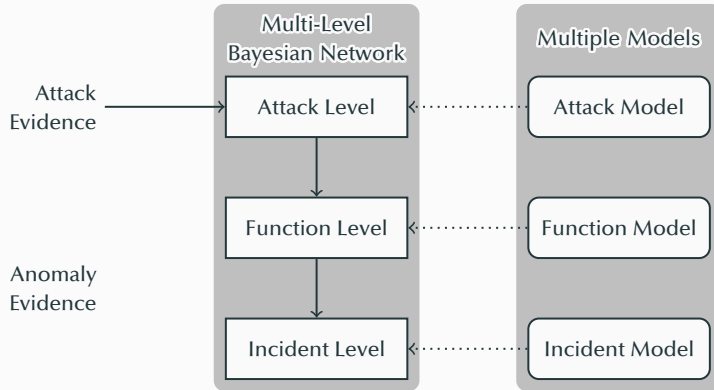 Multi-Level
Bayesian Network
Multiple Models
Attack
Evidence
Attack Level
Attack Model
Function Level
Function Model
Anomaly
Evidence
Incident Level
Incident Model